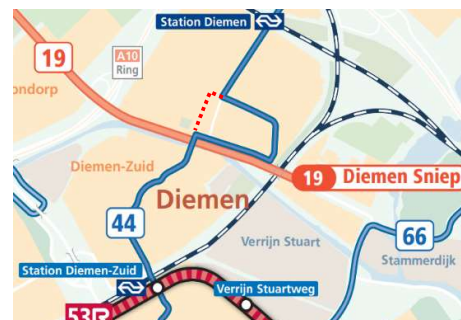 Station Diemen
19
A10
Ring
ondorp
Diemen-Zuid
Diemen
19 Diemen Sniep
44
66
Verrijn Stuart
Stammerdijk
Station Diemen-Zuid
Verrijn Stuartweg
53